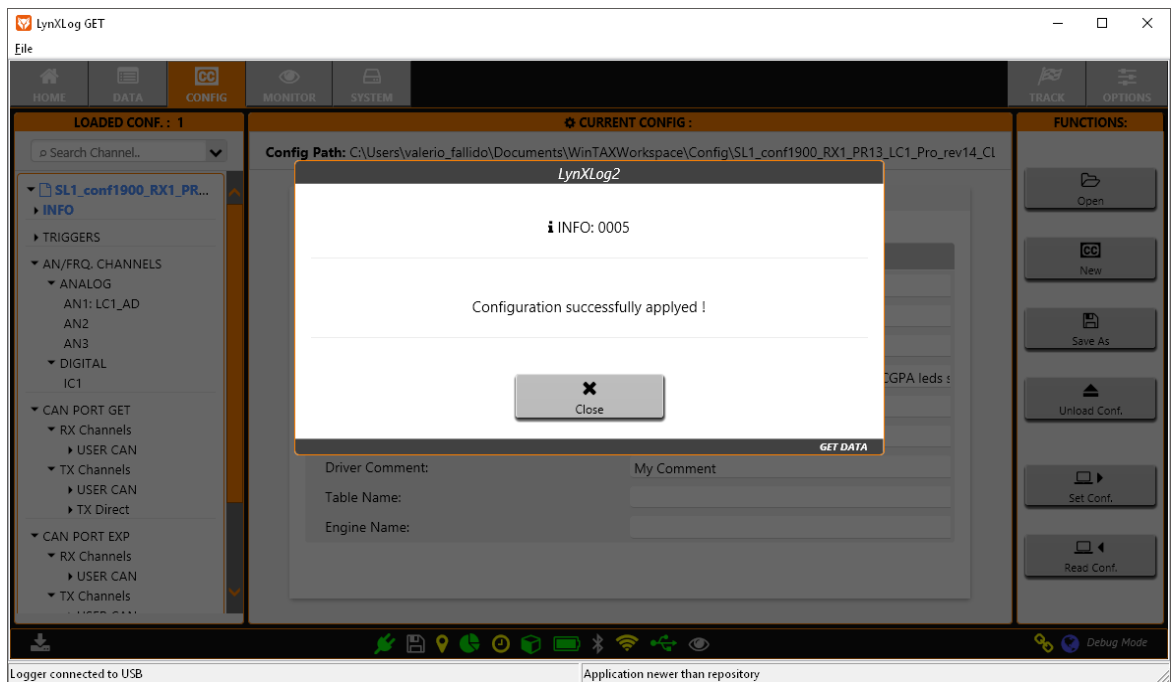 LynXLog GET
File
HOME
DATA
CONFIG
MONITOR
SYSTEM
TRACK
OPTIONS
LOADED CONF. : 1
Search Channel..
SL1_conf1900_RX1_PR...
INFO
TRIGGERS
AN/FRQ. CHANNELS
ANALOG
AN1: LC1_AD
AN2
AN3
DIGITAL
IC1
CAN PORT GET
RX Channels
USER CAN
TX Channels
USER CAN
TX Direct
CAN PORT EXP
RX Channels
USER CAN
TX Channels
CURRENT CONFIG :
Config Path: C:\Users\valerio_fallido\Documents\WinTAXWorkspace\Config\SL1_conf1900_RX1_PR13_LC1_Pro_rev14_CL
LynXLog2
INFO: 0005
Configuration successfully applyed !
Close
GET DATA
CGPA leds s
Driver Comment: My Comment
Table Name:
Engine Name:
FUNCTIONS:
Open
New
Save As
Unload Conf.
Set Conf.
Read Conf.
Debug Mode
Logger connected to USB
Application newer than repository